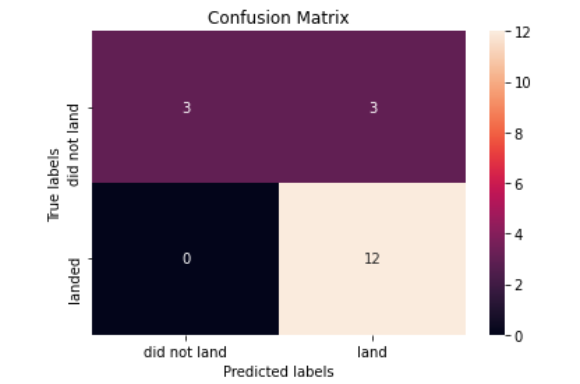 Confusion Matrix
True labels
did not land
landed
3
3
0
12
did not land
land
Predicted labels
12
10
8
6
4
2
0